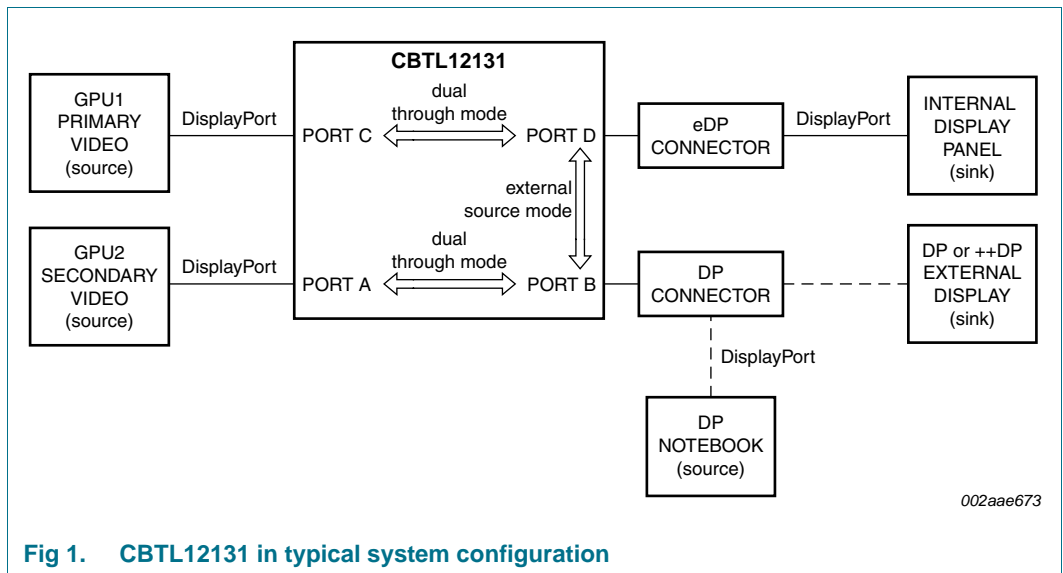 CBTL12131
GPU1
PRIMARY
VIDEO
(source)
DisplayPort
PORT C
dual
through mode
PORT D
eDP
CONNECTOR
DisplayPort
INTERNAL
DISPLAY
PANEL
(sink)
external
source mode
GPU2
SECONDARY
VIDEO
(source)
DisplayPort
PORT A
dual
through mode
PORT B
DP
CONNECTOR
DP or ++DP
EXTERNAL
DISPLAY
(sink)
DisplayPort
DP
NOTEBOOK
(source)
002aae673
Fig 1. CBTL12131 in typical system configuration